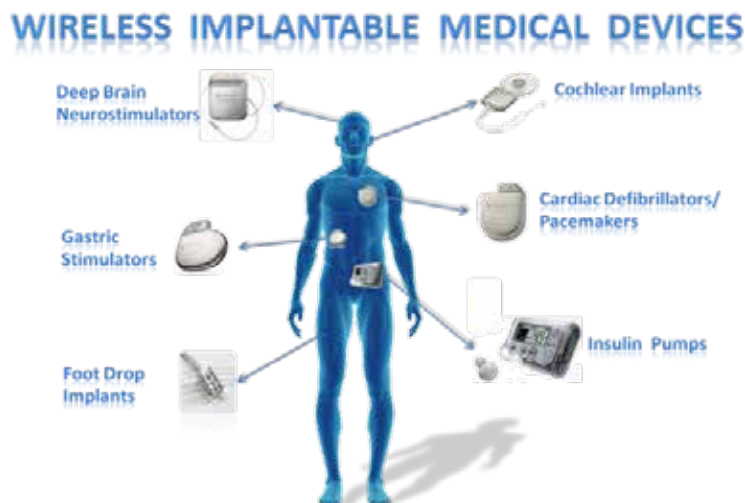 WIRELESS IMPLANTABLE MEDICAL DEVICES
Deep Brain
Neurostimulators
Cochlear Implants
Cardiac Defibrillators/
Pacemakers
Gastric
Stimulators
Insulin Pumps
Foot Drop
Implants